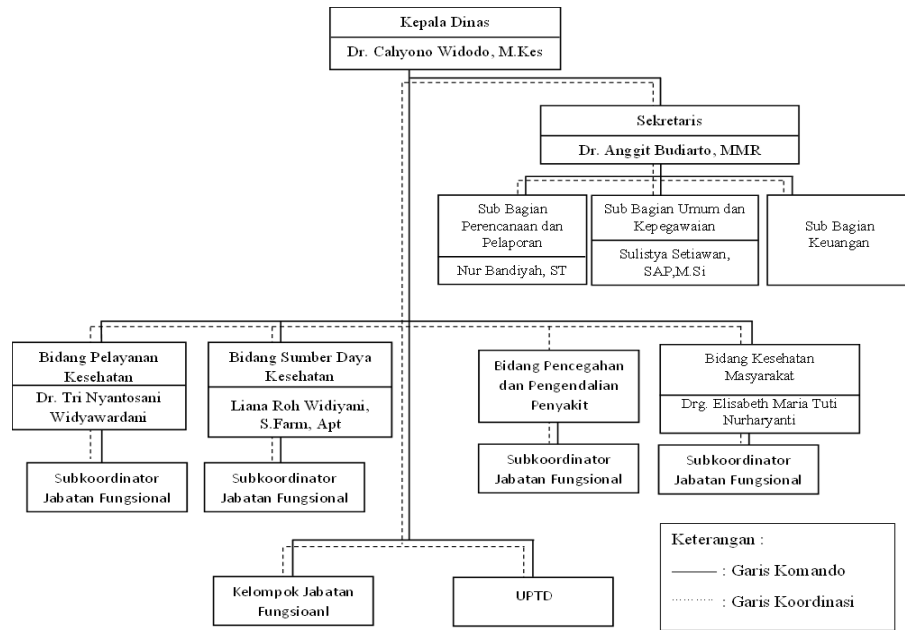 Kepala Dinas
Dr. Cahyono Widodo, M.Kes
Sekretaris
Dr. Anggit Budiarto, MMR
Sub Bagian
Perencanaan dan
Pelaporan
Nur Bandiyah, ST
Sub Bagian Umum dan
Kepegawaian
Sulistya Setiawan,
SAP,M.Si
Sub Bagian
Keuangan
Bidang Pelayanan
Kesehatan
Dr. Tri Nyantosani
Widyawardani
Bidang Sumber Daya
Kesehatan
Liana Roh Widiyani,
S.Farm, Apt
Bidang Pencegahan
dan Pengendalian
Penyakit
Bidang Kesehatan
Masyarakat
Drg. Elisabeth Maria Tuti
Nurharyanti
Subkoordinator
Jabatan Fungsional
Subkoordinator
Jabatan Fungsional
Subkoordinator
Jabatan Fungsional
Subkoordinator
Jabatan Fungsional
Kelompok Jabatan
Fungsioanl
UPTD
Keterangan :
: Garis Komando
: Garis Koordinasi